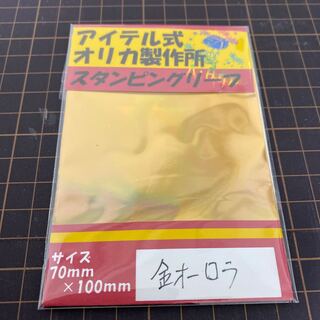 アイテル式
オリカ製作所
スタンピングリーフ
サイズ
70mm
×100mm
金オーロラ